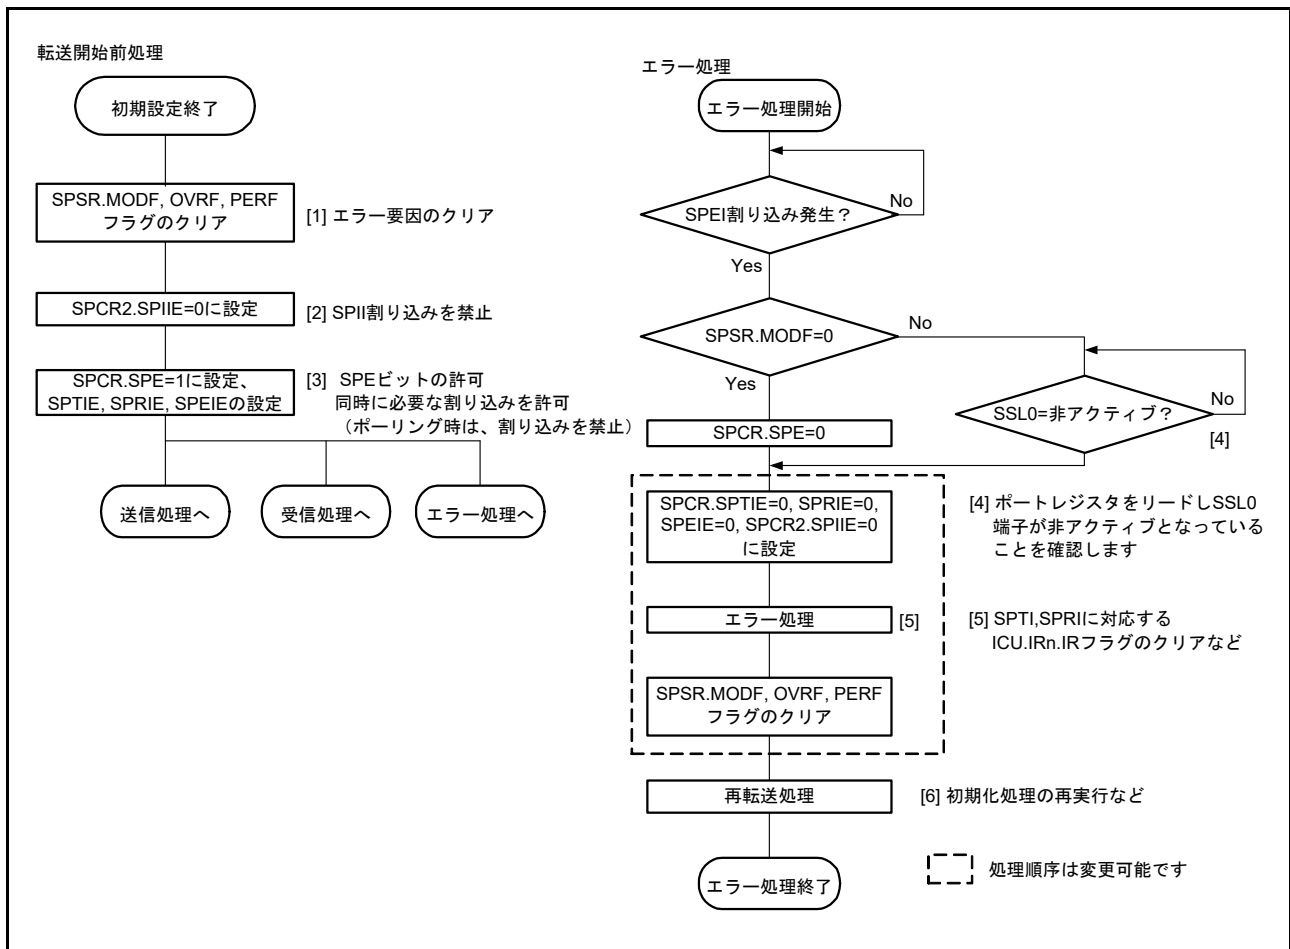 転送開始前処理
初期設定終了
SPSR.MODF, OVRF, PERF
フラグのクリア
[1] エラー要因のクリア
SPCR2.SPIIE=0に設定
[2] SPII割り込みを禁止
SPCR.SPE=1に設定、
SPTIE, SPRIE, SPEIEの設定
[3] SPEビットの許可
同時に必要な割り込みを許可
（ポーリング時は、割り込みを禁止）
送信処理へ
受信処理へ
エラー処理へ
エラー処理
エラー処理開始
SPEI割り込み発生？
No
Yes
SPSR.MODF=0
No
Yes
SSL0=非アクティブ？
No
[4]
SPCR.SPE=0
SPCR.SPTIE=0, SPRIE=0,
SPEIE=0, SPCR2.SPIIE=0
に設定
[4] ポートレジスタをリードしSSL0
端子が非アクティブとなっている
ことを確認します
エラー処理
[5]
[5] SPTI,SPRIに対応する
ICU.IRn.IRフラグのクリアなど
SPSR.MODF, OVRF, PERF
フラグのクリア
再転送処理
[6] 初期化処理の再実行など
エラー処理終了
処理順序は変更可能です